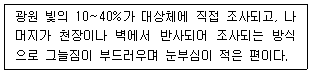 광원 빛의 10~40%가 대상체에 직접 조사되고, 나
머지가 천장이나 벽에서 반사되어 조사되는 방식
으로 그늘짐이 부드러우며 눈부심이 적은 편이다.